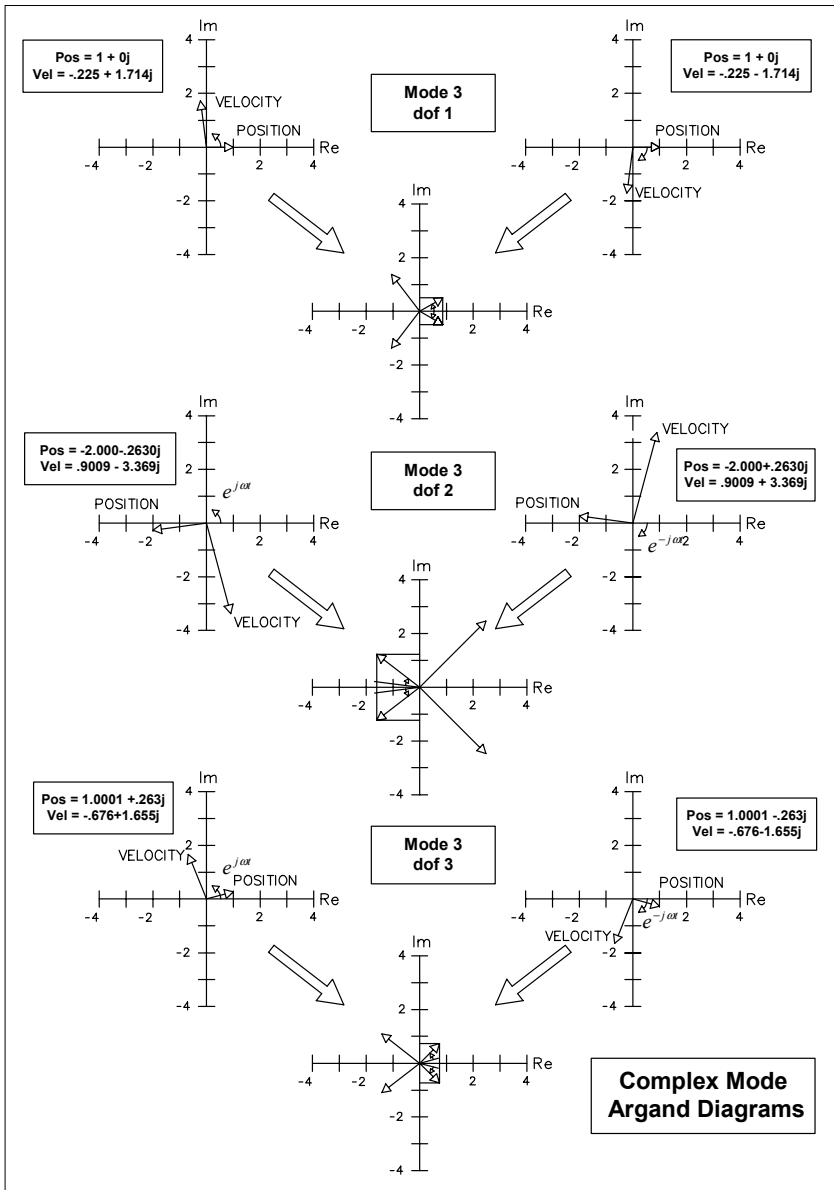 Im
4
2
-2
-4
-4
-2
2
4
Re
Pos = 1 + 0j
Vel = -.225 + 1.714j
VELOCITY
POSITION
Mode 3
dof 1
Im
4
2
-2
-4
-4
-2
2
4
Re
Pos = 1 + 0j
Vel = -.225 - 1.714j
POSITION
VELOCITY
Im
4
2
-2
-4
-4
-2
2
4
Re
Im
4
2
-2
-4
-4
-2
2
4
Re
Pos = -2.000-.2630j
Vel = .9009 - 3.369j
POSITION
e^{jωt}
VELOCITY
Mode 3
dof 2
Im
4
2
-2
-4
-4
-2
2
4
Re
VELOCITY
Pos = -2.000+.2630j
Vel = .9009 + 3.369j
POSITION
e^{-jωt}
Im
4
2
-2
-4
-4
-2
2
4
Re
Im
4
2
-2
-4
-4
-2
2
4
Re
Pos = 1.0001 +.263j
Vel = -.676+1.655j
VELOCITY
e^{jωt}
POSITION
Mode 3
dof 3
Im
4
2
-2
-4
-4
-2
2
4
Re
Pos = 1.0001 -.263j
Vel = -.676-1.655j
POSITION
e^{-jωt}
VELOCITY
Im
4
2
-2
-4
-4
-2
2
4
Re
Complex Mode
Argand Diagrams